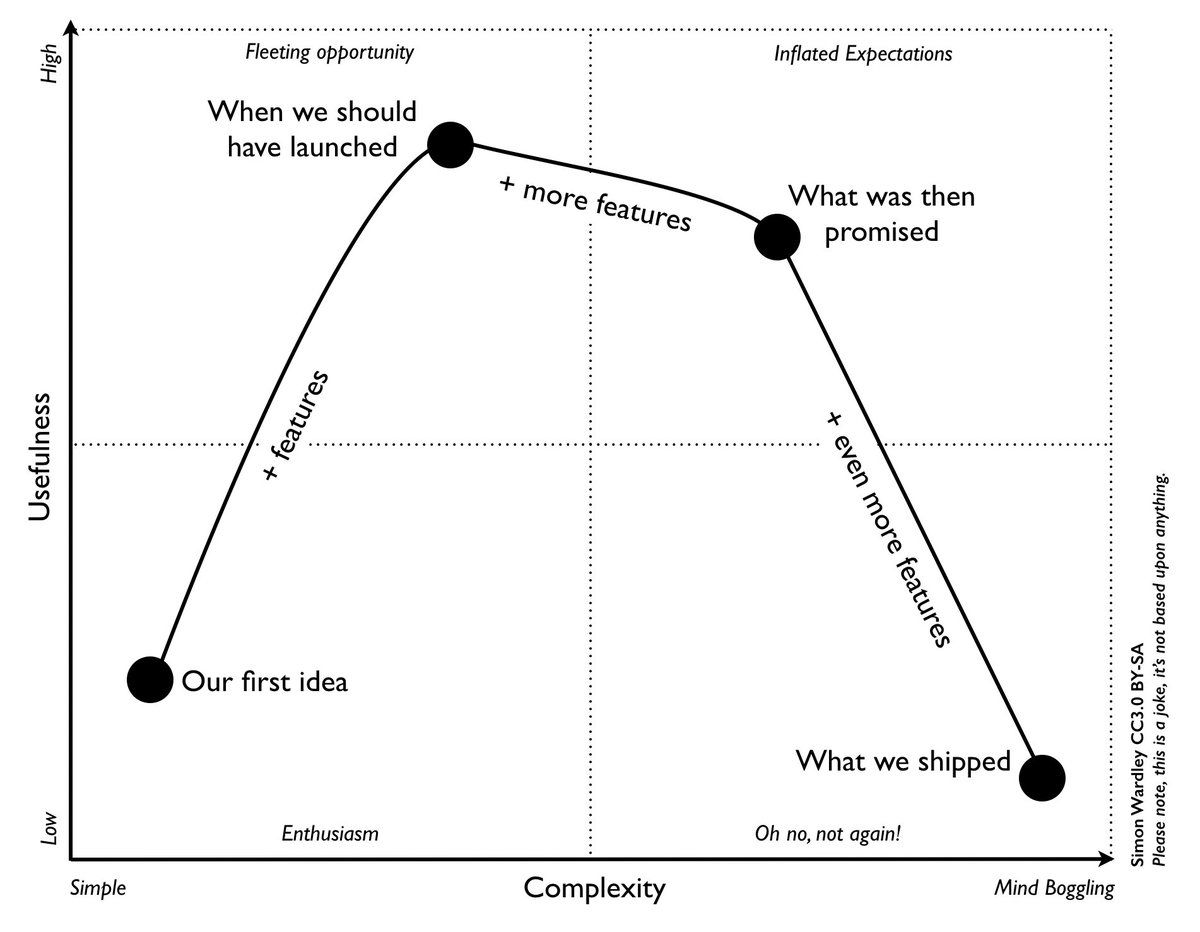 High
Fleeting opportunity
Inflated Expectations
When we should
have launched
+ more features
What was then
promised
+ features
Usefulness
+ even more features
Our first idea
What we shipped
Low
Enthusiasm
Oh no, not again!
Simple
Complexity
Mind Boggling
Simon Wardley CC3.0 BY-SA
Please note, this is a joke, it's not based upon anything.